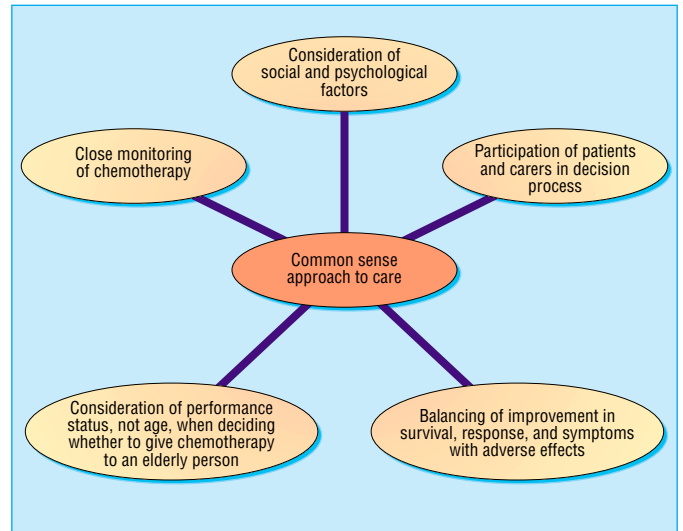 Consideration of
social and psychological
factors
Close monitoring
of chemotherapy
Participation of patients
and carers in decision
process
Common sense
approach to care
Consideration of performance
status, not age, when deciding
whether to give chemotherapy
to an elderly person
Balancing of improvement in
survival, response, and symptoms
with adverse effects